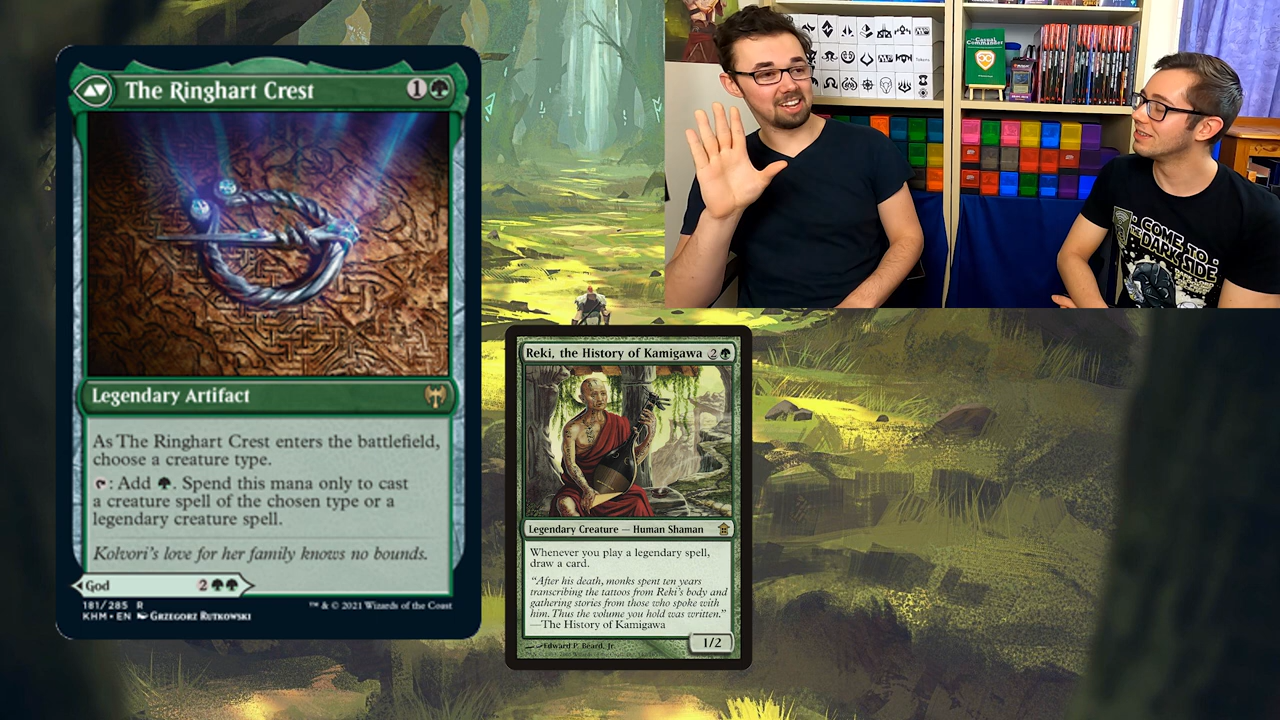 The Ringhart Crest 1
Legendary Artifact
As The Ringhart Crest enters the battlefield,
choose a creature type.
: Add . Spend this mana only to cast
a creature spell of the chosen type or a
legendary creature spell.
Kolvori's love for her family knows no bounds.
God 2
181/285 R
KHM • EN Grzegorz Rutkowski
™ & © 2021 Wizards of the Coast
Reki, the History of Kamigawa 2
Legendary Creature — Human Shaman
Whenever you play a legendary spell,
draw a card.
"After his death, monks spent ten years
transcribing the tattoos from Reki's body and
gathering stories from those who spoke with
him. Thus the volume you hold was written."
—The History of Kamigawa
Edward P. Beard, Jr.
1/2
Casual
Commander
Tokens
COME TO
THE DARK SIDE